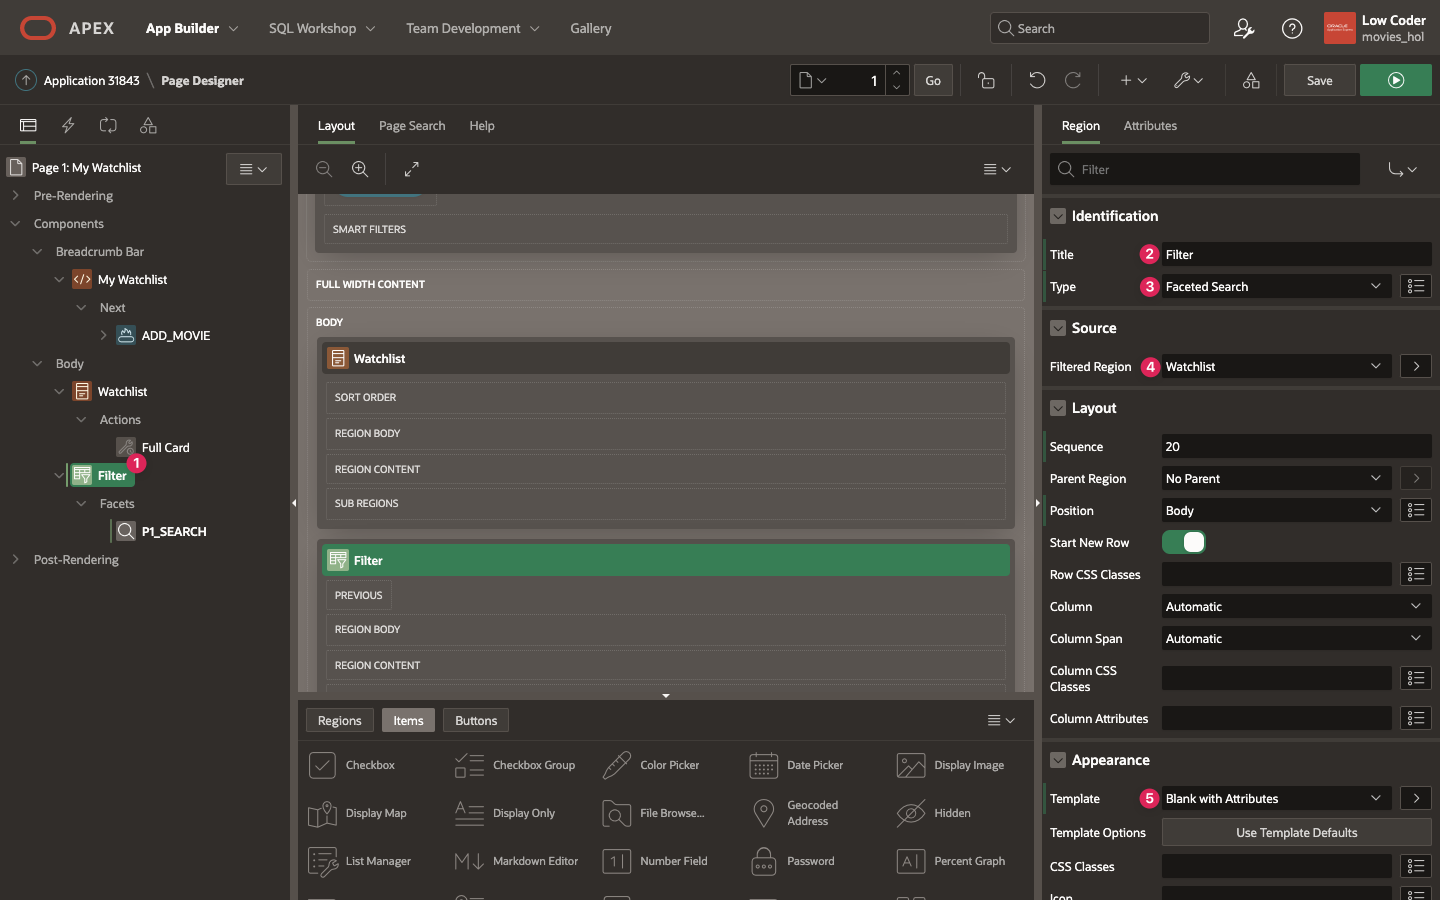 APEX
App Builder
SQL Workshop
Team Development
Gallery
Search
Low Coder
movies_hol
Application 31843 \ Page Designer
1
Go
Save
Page 1: My Watchlist
Pre-Rendering
Components
Breadcrumb Bar
My Watchlist
Next
ADD_MOVIE
Body
Watchlist
Actions
Full Card
1
Filter
Facets
P1_SEARCH
Post-Rendering
Layout
Page Search
Help
SMART FILTERS
FULL WIDTH CONTENT
BODY
Watchlist
SORT ORDER
REGION BODY
REGION CONTENT
SUB REGIONS
Filter
PREVIOUS
REGION BODY
REGION CONTENT
Regions
Items
Buttons
Checkbox
Checkbox Group
Color Picker
Date Picker
Display Image
Display Map
Display Only
File Browse...
Geocoded
Address
Hidden
List Manager
Markdown Editor
Number Field
Password
Percent Graph
Region
Attributes
Filter
Identification
Title
2
Filter
Type
3
Faceted Search
Source
Filtered Region
4
Watchlist
Layout
Sequence
20
Parent Region
No Parent
Position
Body
Start New Row
Row CSS Classes
Column
Automatic
Column Span
Automatic
Column CSS
Classes
Column Attributes
Appearance
Template
5
Blank with Attributes
Template Options
Use Template Defaults
CSS Classes
Icon